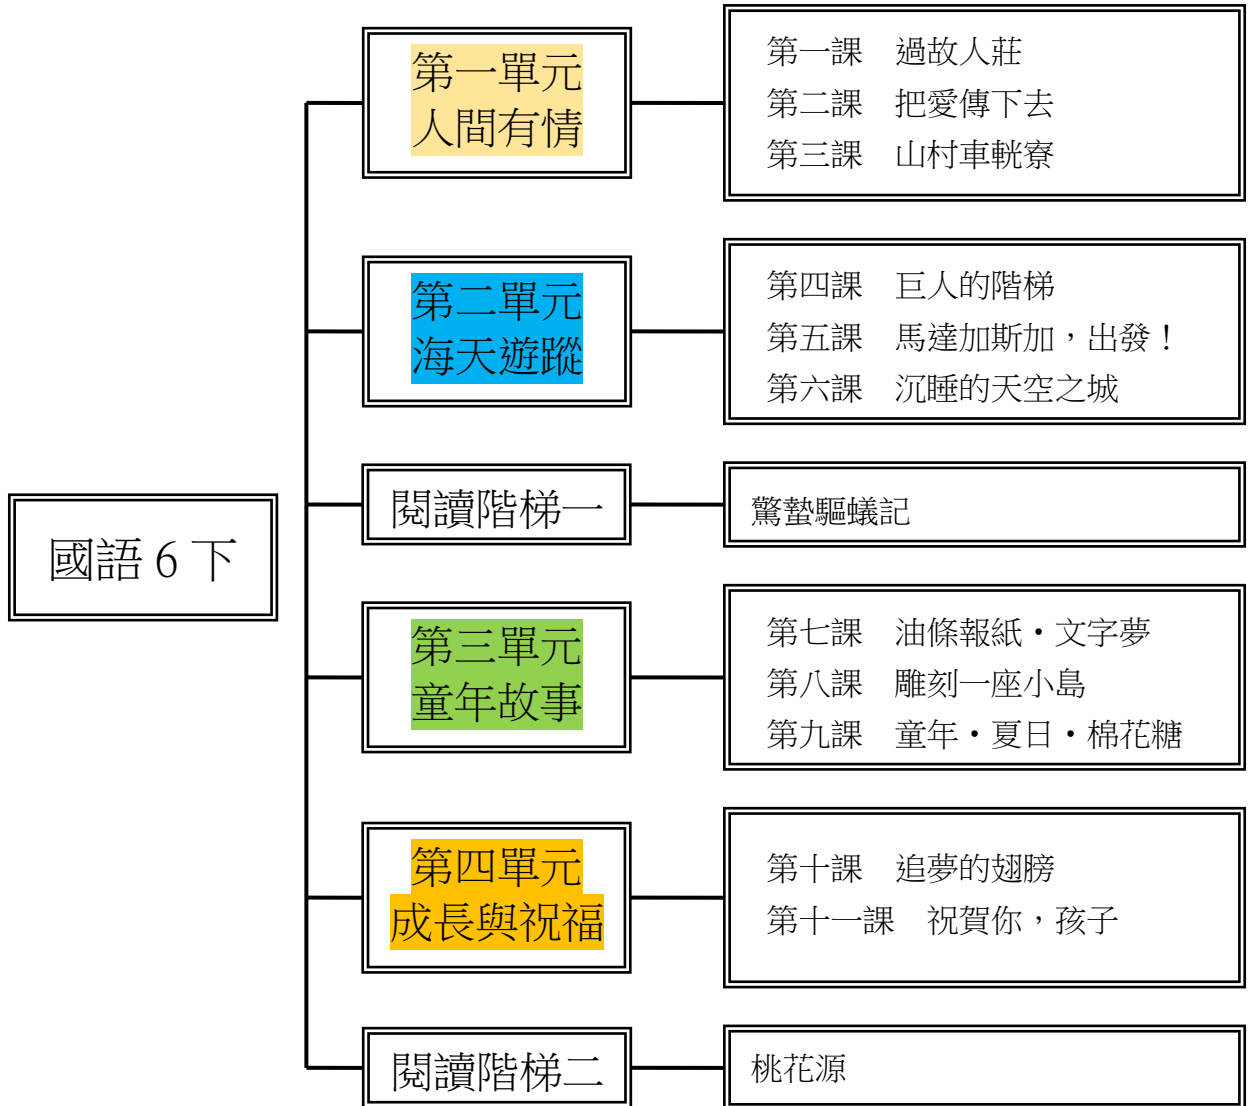 國語6下
第一單元
人間有情
第一課　過故人莊
第二課　把愛傳下去
第三課　山村車輄寮
第二單元
海天遊蹤
第四課　巨人的階梯
第五課　馬達加斯加，出發！
第六課　沉睡的天空之城
閱讀階梯一
驚蟄驅蟻記
第三單元
童年故事
第七課　油條報紙・文字夢
第八課　雕刻一座小島
第九課　童年・夏日・棉花糖
第四單元
成長與祝福
第十課　追夢的翅膀
第十一課　祝賀你，孩子
閱讀階梯二
桃花源